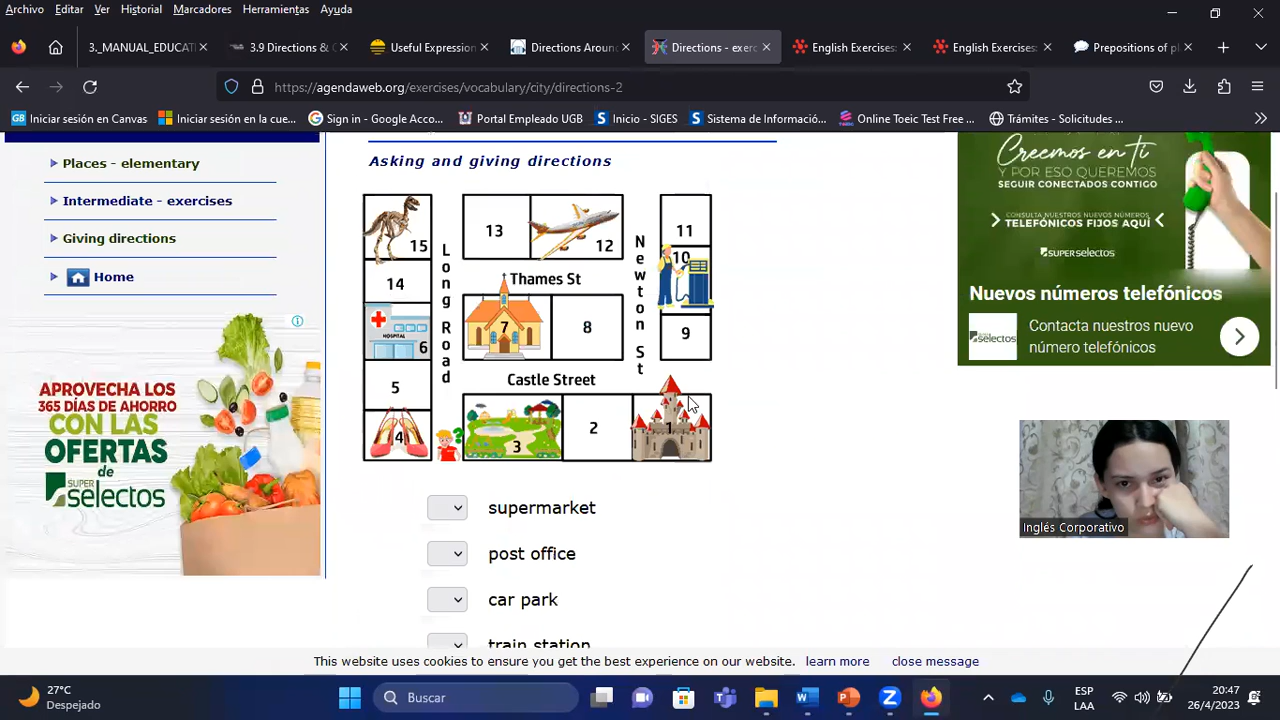 Archivo Editar Ver Historial Marcadores Herramientas Ayuda
3._MANUAL_EDUCATI
3.9 Directions & C
Useful Expression
Directions Aroun
Directions - exerc
English Exercises:
English Exercises:
Prepositions of pl
https://agendaweb.org/exercises/vocabulary/city/directions-2
GB Iniciar sesión en Canvas
Iniciar sesión en la cue...
Sign in - Google Acco...
Portal Empleado UGB
S Inicio - SIGES
S Sistema de Informació...
Online Toeic Test Free ...
Trámites - Solicitudes ...
Places - elementary
Intermediate - exercises
Giving directions
Home
APROVECHA LOS
365 DÍAS DE AHORRO
CON LAS
OFERTAS
de
SUPER
selectos
Asking and giving directions
15
13
12
11
14
10
HOSPITAL
6
7
8
9
5
4
3
2
1
Long Road
Thames St
Newton St
Castle Street
supermarket
post office
car park
train station
Creemos en ti
Y POR ESO QUEREMOS
SEGUIR CONECTADOS CONTIGO
CONSULTA NUESTROS NUEVOS NÚMEROS
TELEFÓNICOS FIJOS AQUÍ
SUPER SELECTOS
Nuevos números telefónicos
Contacta nuestros nuevo
número telefónicos
Inglés Corporativo
This website uses cookies to ensure you get the best experience on our website. learn more close message
27°C
Despejado
Buscar
ESP
LAA
20:47
26/4/2023